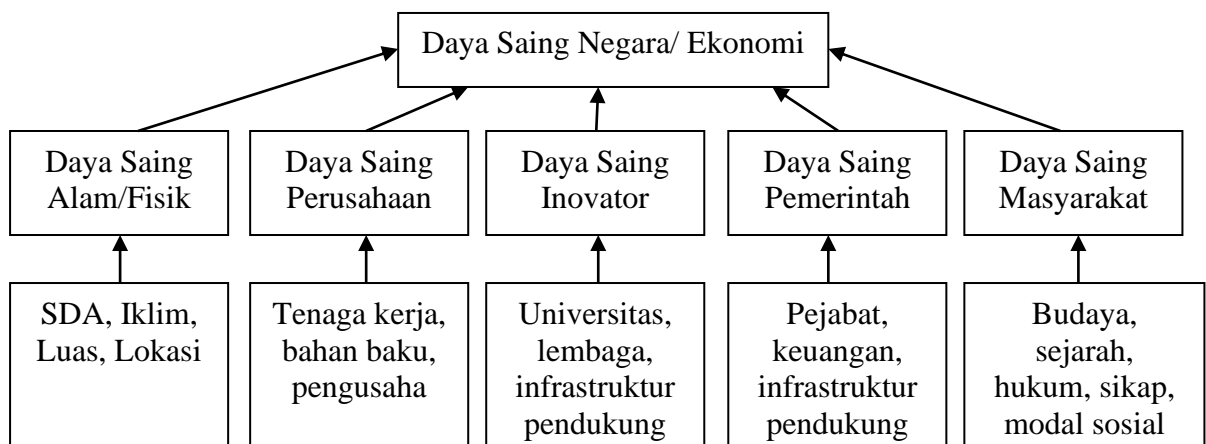 Daya Saing Negara/ Ekonomi
Daya Saing
Alam/Fisik
Daya Saing
Perusahaan
Daya Saing
Inovator
Daya Saing
Pemerintah
Daya Saing
Masyarakat
SDA, Iklim,
Luas, Lokasi
Tenaga kerja,
bahan baku,
pengusaha
Universitas,
lembaga,
infrastruktur
pendukung
Pejabat,
keuangan,
infrastruktur
pendukung
Budaya,
sejarah,
hukum, sikap,
modal sosial